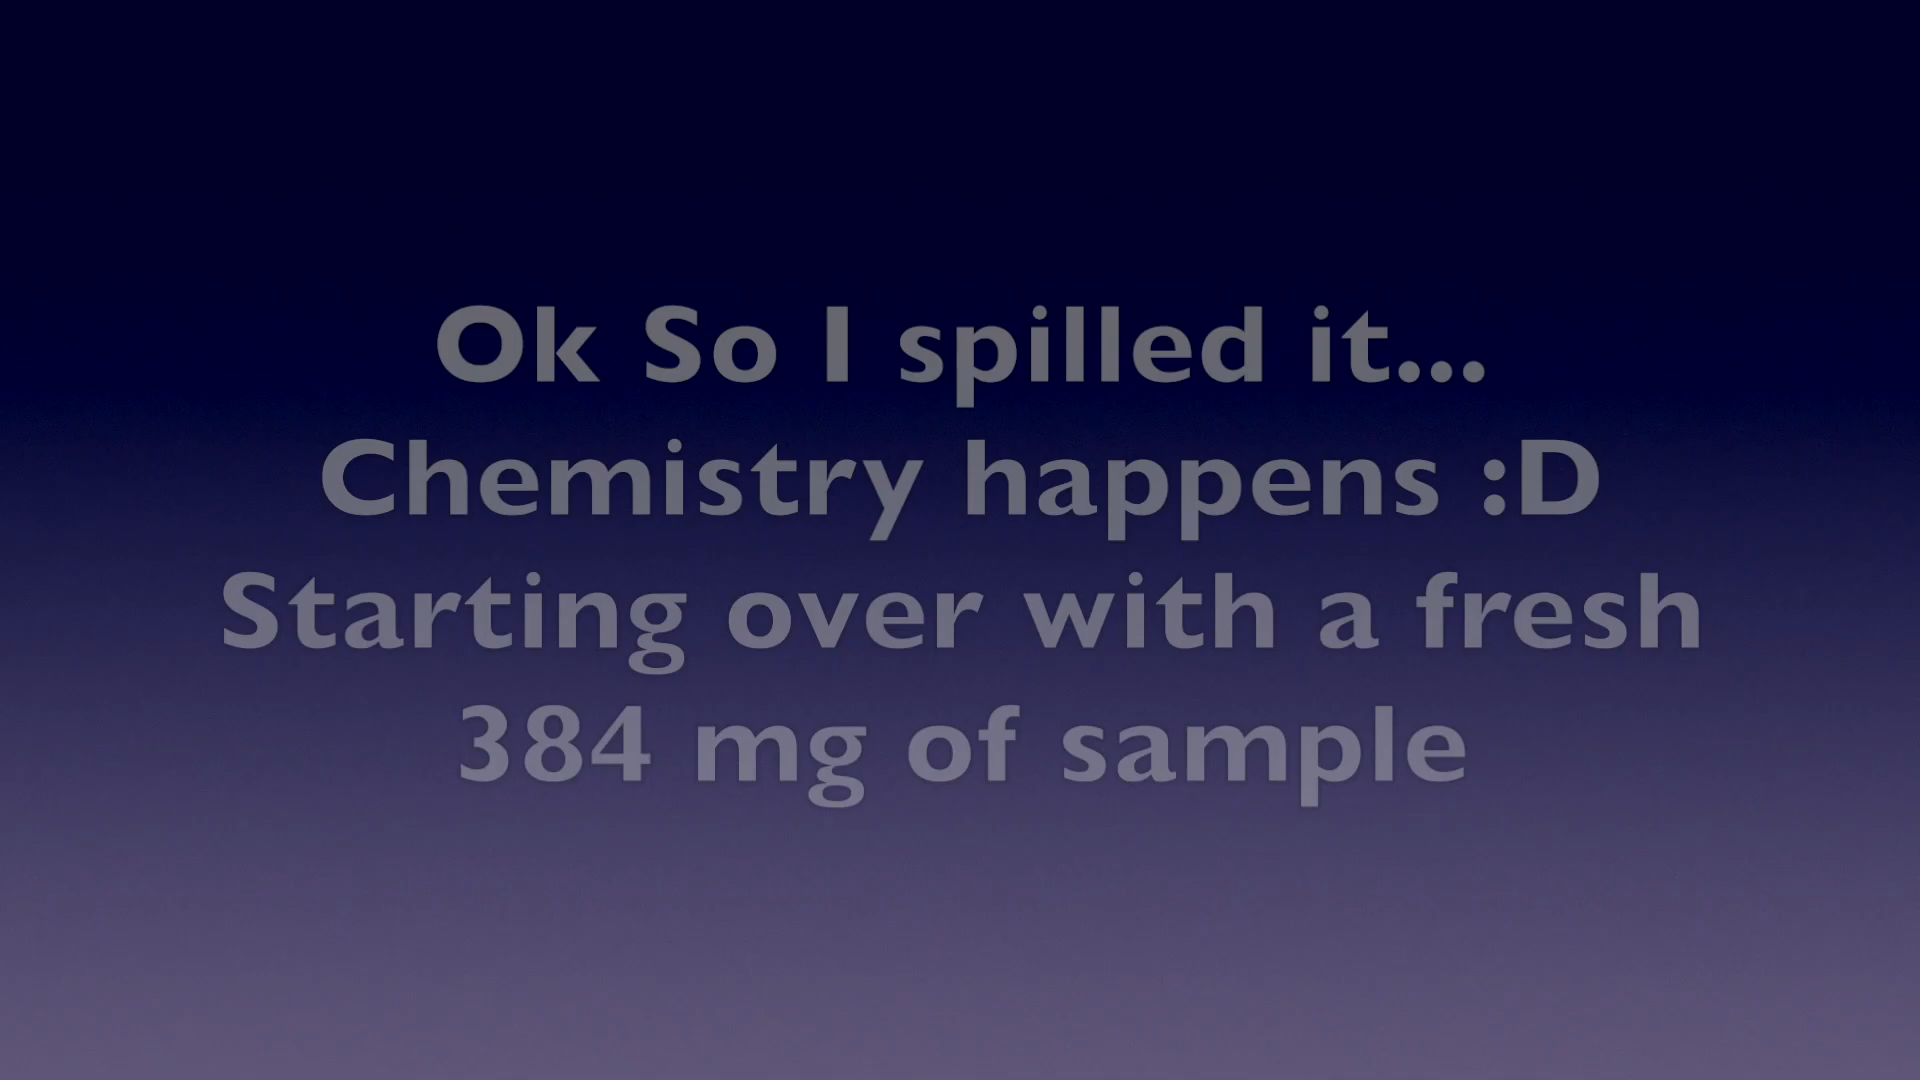 Ok So I spilled it...
Chemistry happens :D
Starting over with a fresh
384 mg of sample